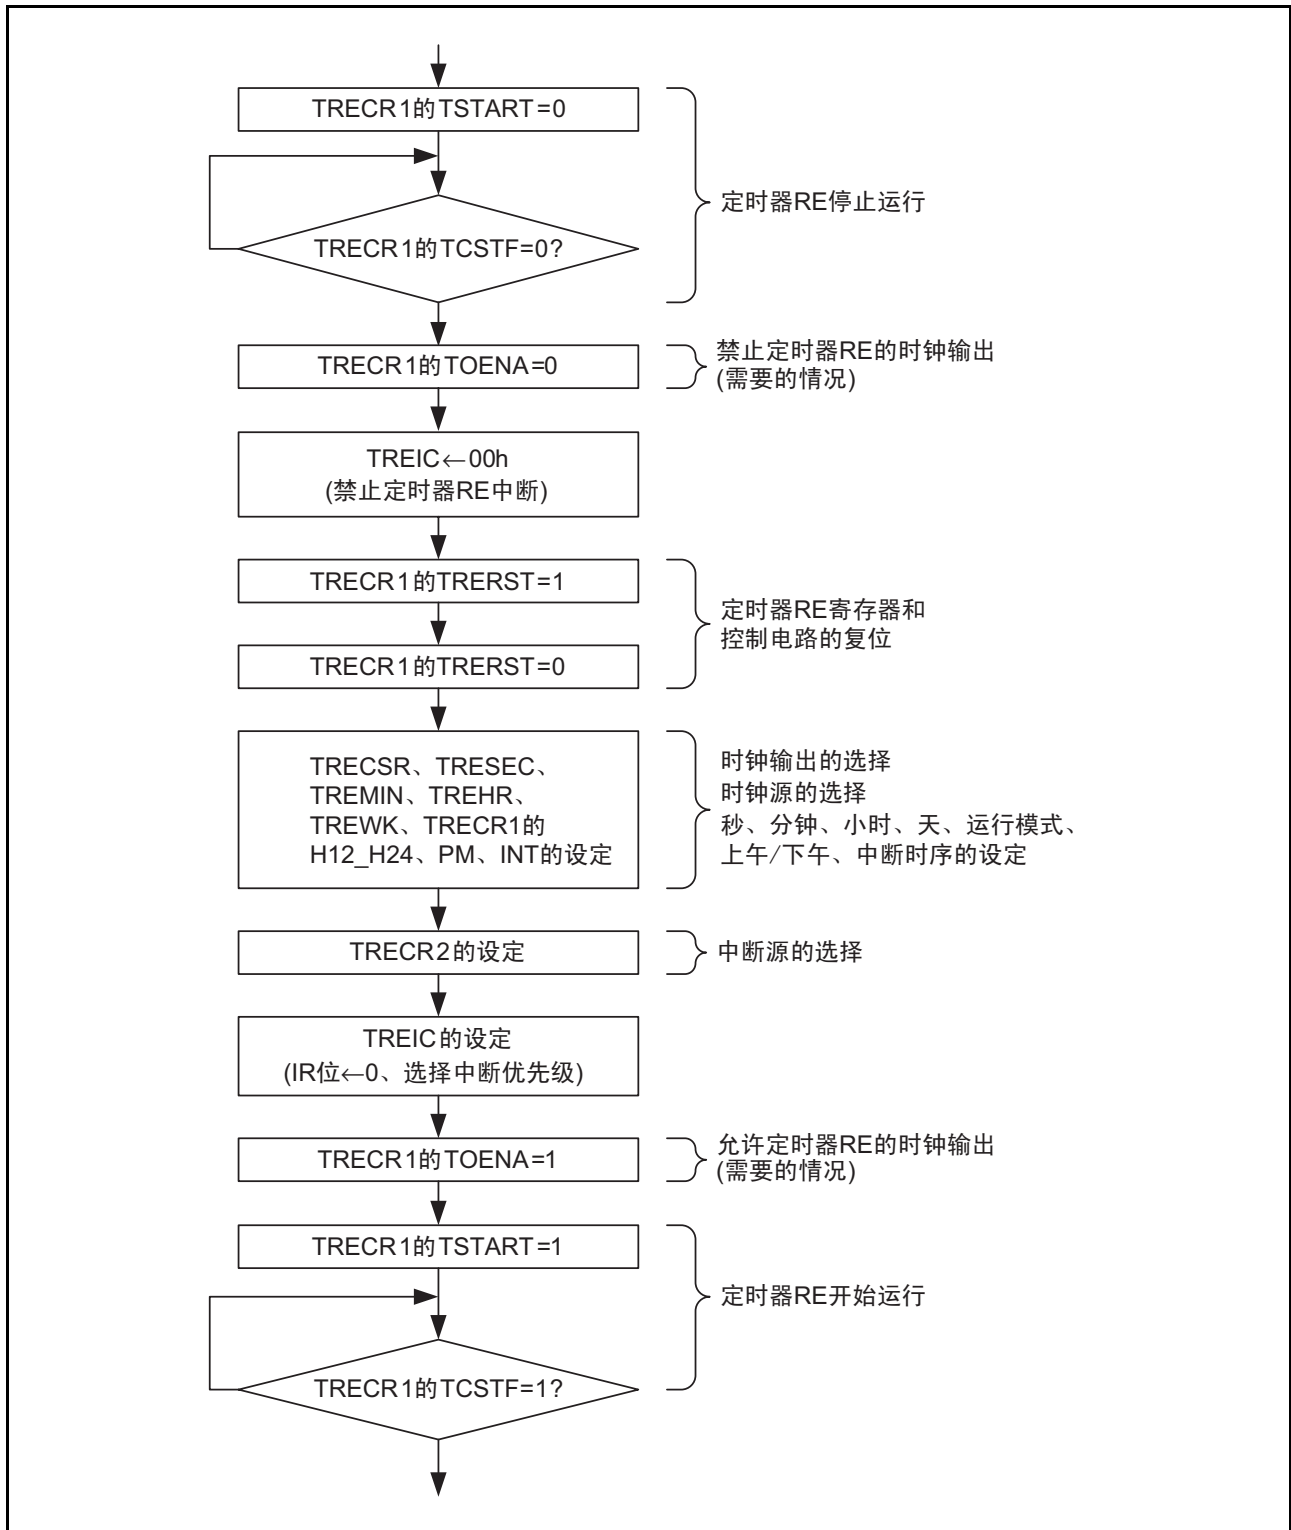 TRECR1的TSTART=0
定时器RE停止运行
TRECR1的TCSTF=0?
TRECR1的TOENA=0
禁止定时器RE的时钟输出
(需要的情况)
TREIC←00h
(禁止定时器RE中断)
TRECR1的TRERST=1
定时器RE寄存器和
控制电路的复位
TRECR1的TRERST=0
TRECSR、TRESEC、
TREMIN、TREHR、
TREWK、TRECR1的
H12_H24、PM、INT的设定
时钟输出的选择
时钟源的选择
秒、分钟、小时、天、运行模式、
上午/下午、中断时序的设定
TRECR2的设定
中断源的选择
TREIC的设定
(IR位←0、选择中断优先级)
TRECR1的TOENA=1
允许定时器RE的时钟输出
(需要的情况)
TRECR1的TSTART=1
定时器RE开始运行
TRECR1的TCSTF=1?